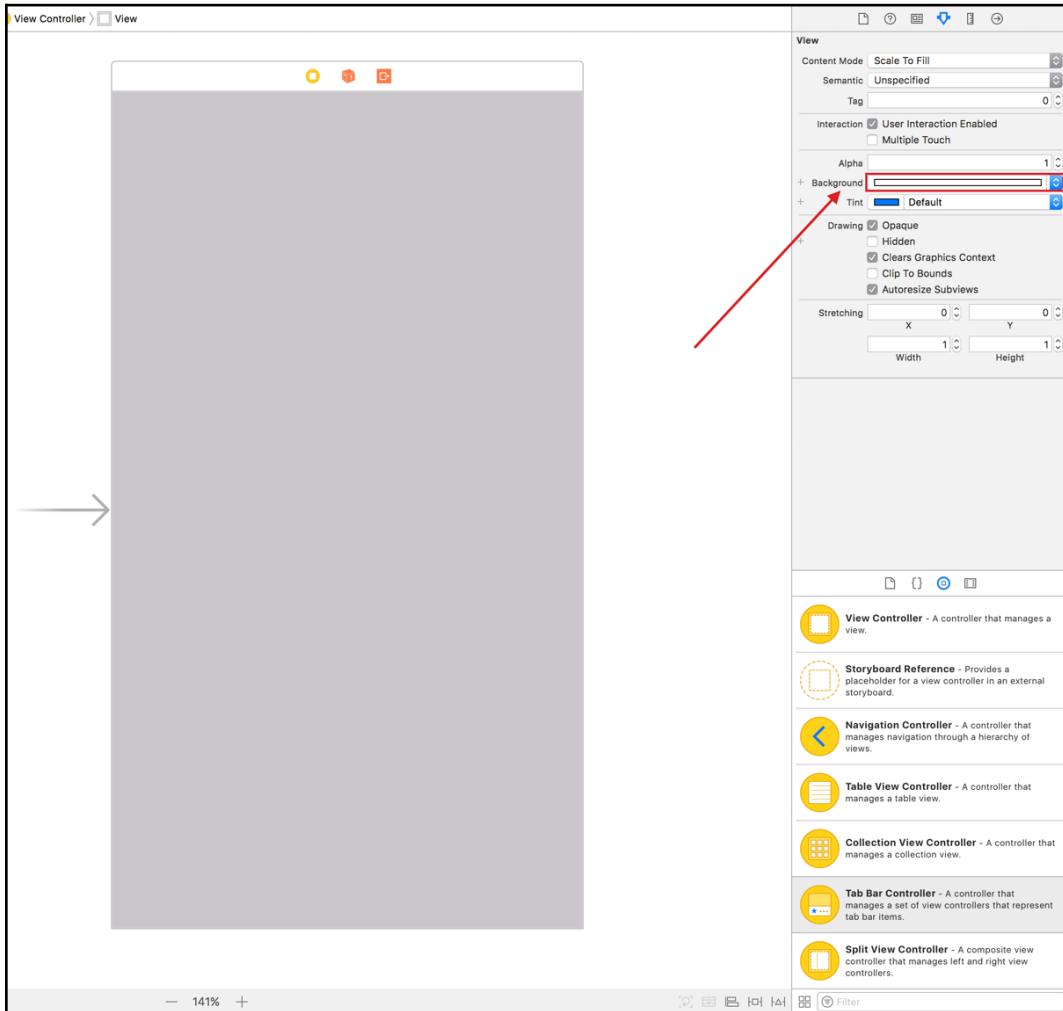 View Controller 〉 View
View
Content Mode Scale To Fill
Semantic Unspecified
Tag 0
Interaction User Interaction Enabled
Multiple Touch
Alpha 1
+ Background
+ Tint Default
Drawing Opaque
+ Hidden
Clears Graphics Context
Clip To Bounds
Autoresize Subviews
Stretching 0 0
X Y
1 1
Width Height
{}
View Controller - A controller that manages a
view.
Storyboard Reference - Provides a
placeholder for a view controller in an external
storyboard.
Navigation Controller - A controller that
manages navigation through a hierarchy of
views.
Table View Controller - A controller that
manages a table view.
Collection View Controller - A controller that
manages a collection view.
Tab Bar Controller - A controller that
manages a set of view controllers that represent
tab bar items.
Split View Controller - A composite view
controller that manages left and right view
controllers.
— 141% +
Filter